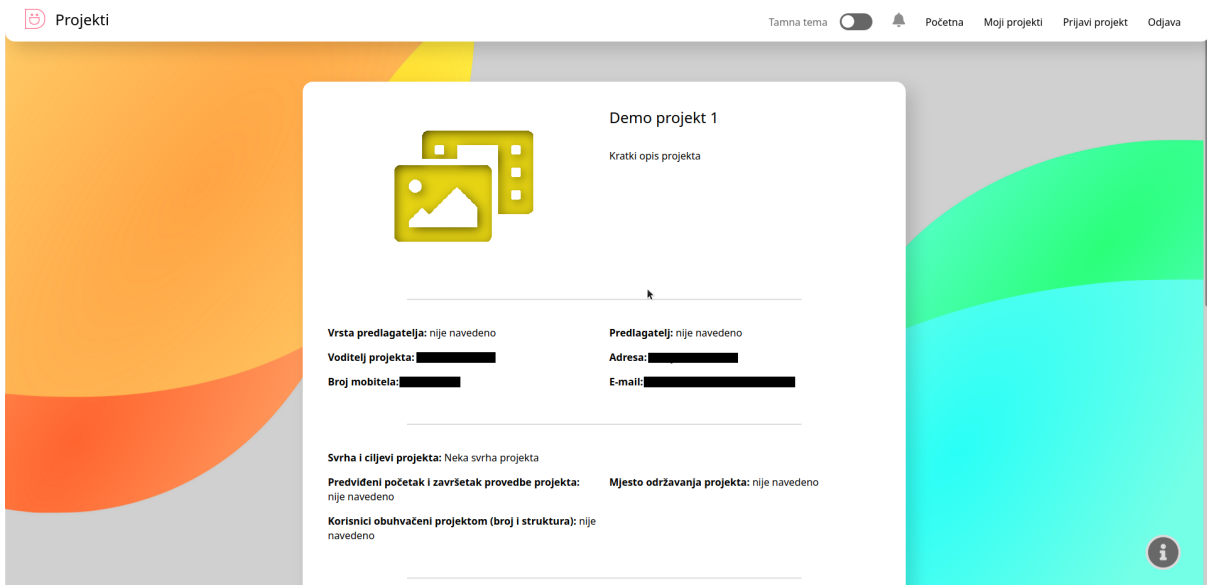 Projekti
Tamna tema
Početna
Moji projekti
Prijavi projekt
Odjava
Demo projekt 1
Kratki opis projekta
Vrsta predlagatelja: nije navedeno
Predlagatelj: nije navedeno
Voditelj projekta:
Adresa:
Broj mobitela:
E-mail:
Svrha i ciljevi projekta: Neka svrha projekta
Predviđeni početak i završetak provedbe projekta:
nije navedeno
Mjesto održavanja projekta: nije navedeno
Korisnici obuhvaćeni projektom (broj i struktura): nije
navedeno